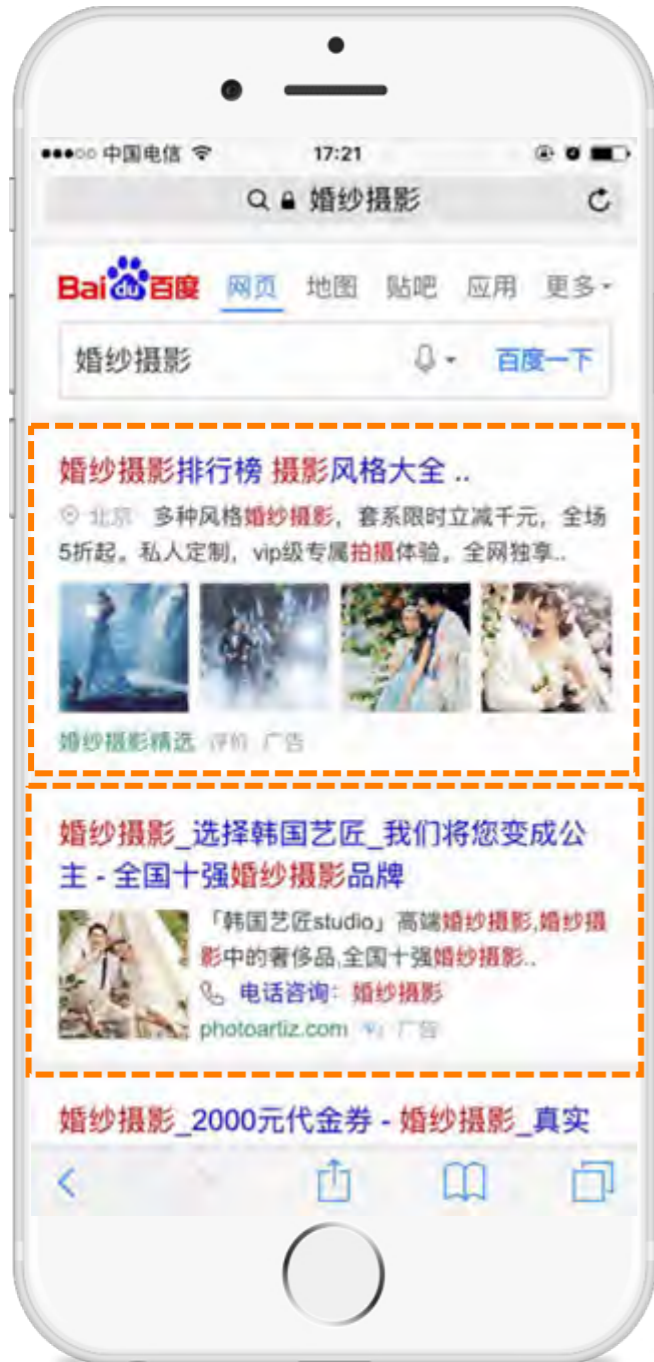 中国电信 17:21
婚纱摄影
Bai du 百度 网页 地图 贴吧 应用 更多
婚纱摄影 百度一下
婚纱摄影排行榜 摄影风格大全 ..
北京 多种风格婚纱摄影，套系限时立减千元，全场
5折起。私人定制，vip级专属拍摄体验。全网独享..
婚纱摄影精选 评价 广告
婚纱摄影_选择韩国艺匠_我们将您变成公
主 - 全国十强婚纱摄影品牌
「韩国艺匠studio」高端婚纱摄影,婚纱摄
影中的奢侈品,全国十强婚纱摄影..
电话咨询：婚纱摄影
photoartiz.com 广告
婚纱摄影_2000元代金券 - 婚纱摄影_真实